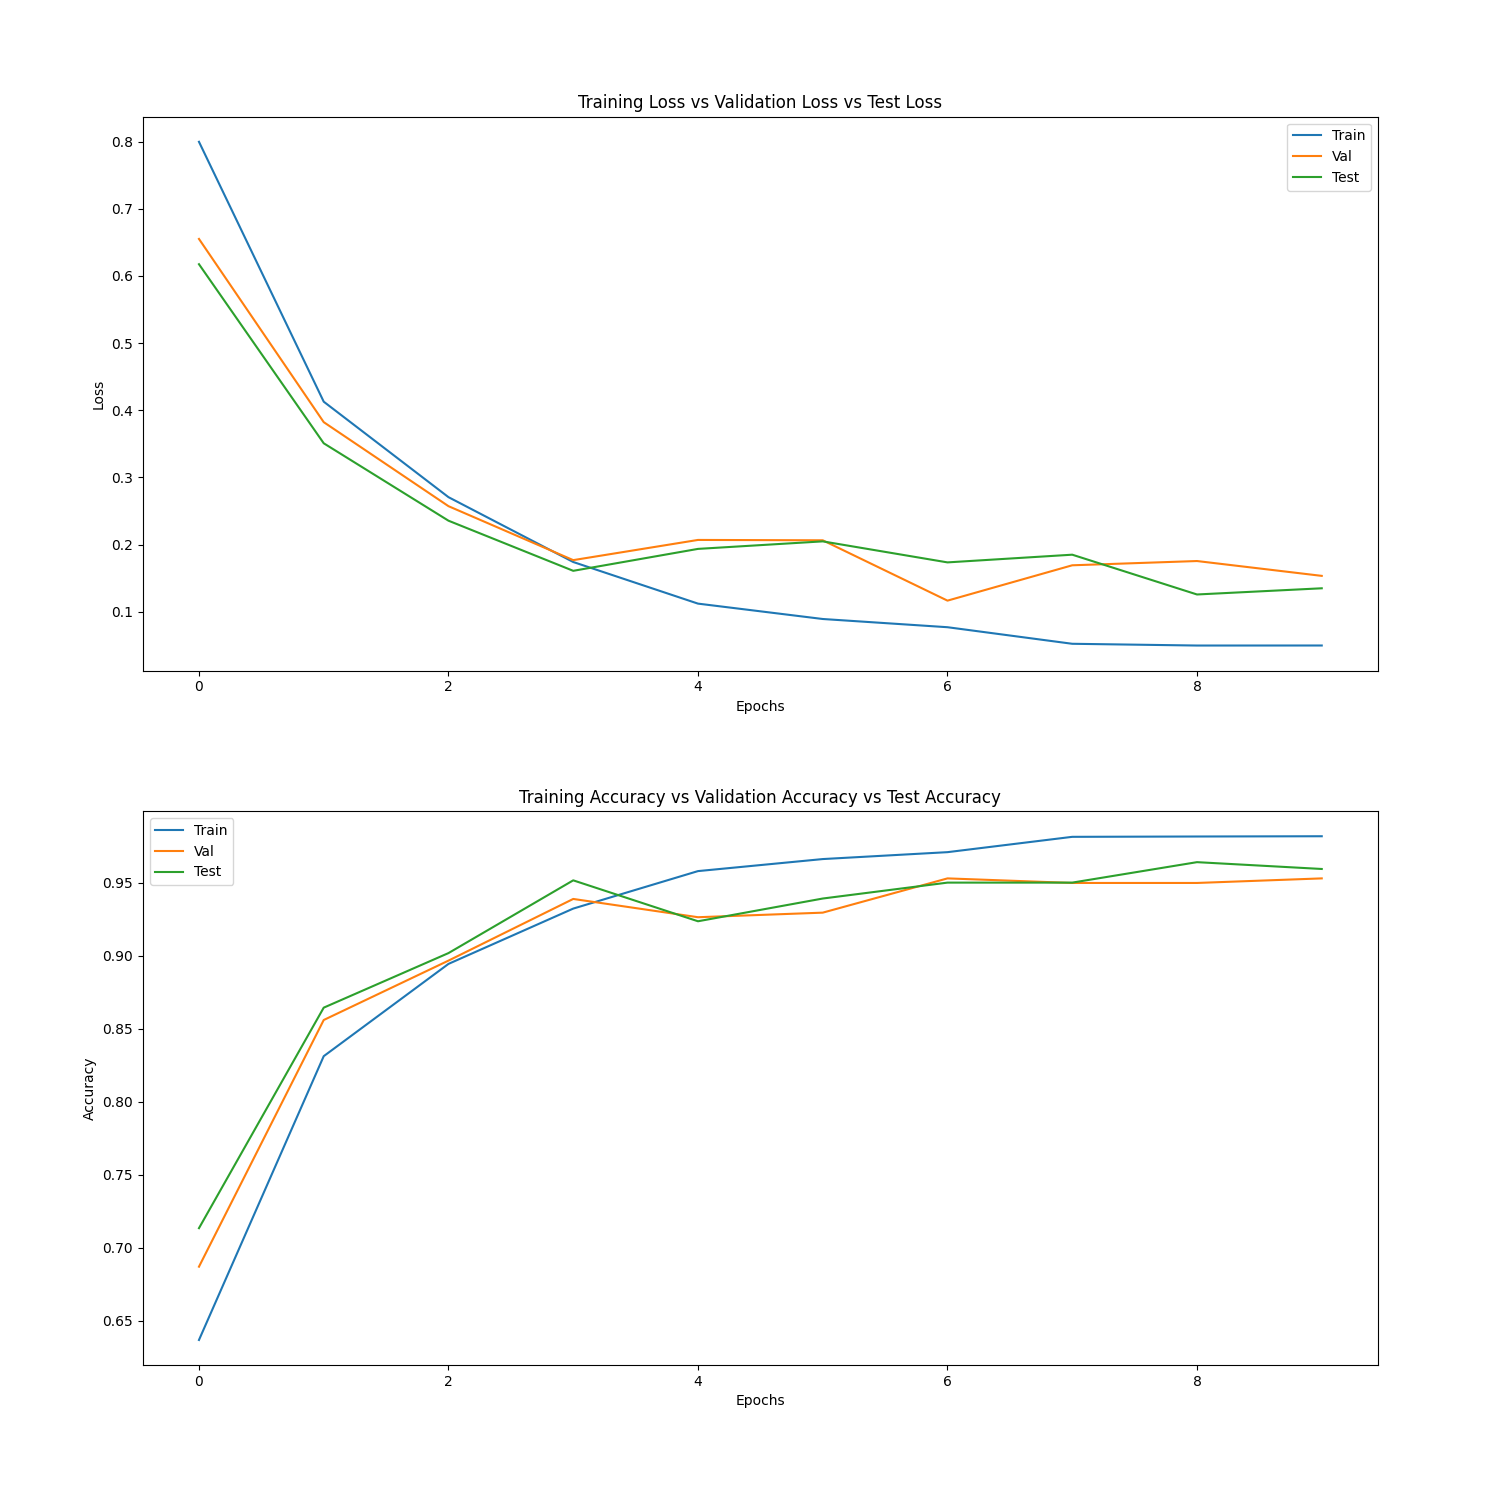 Training Loss vs Validation Loss vs Test Loss
Train
Val
Test
0.8
0.7
0.6
0.5
0.4
0.3
0.2
0.1
Loss
0 2 4 6 8
Epochs
Training Accuracy vs Validation Accuracy vs Test Accuracy
Train
Val
Test
0.95
0.90
0.85
0.80
0.75
0.70
0.65
Accuracy
0 2 4 6 8
Epochs